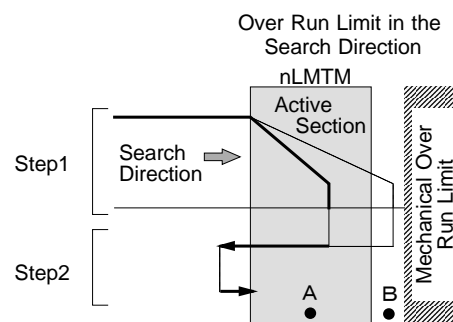 Over Run Limit in the
Search Direction
nLMTM
Active
Section
Step1
Search
Direction
Mechanical Over
Run Limit
Step2
A
B